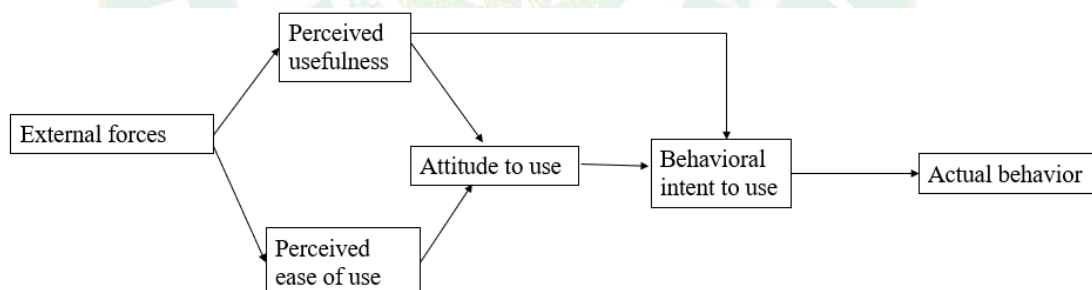 Perceived
usefulness
External forces
Attitude to use
Behavioral
intent to use
Actual behavior
Perceived
ease of use